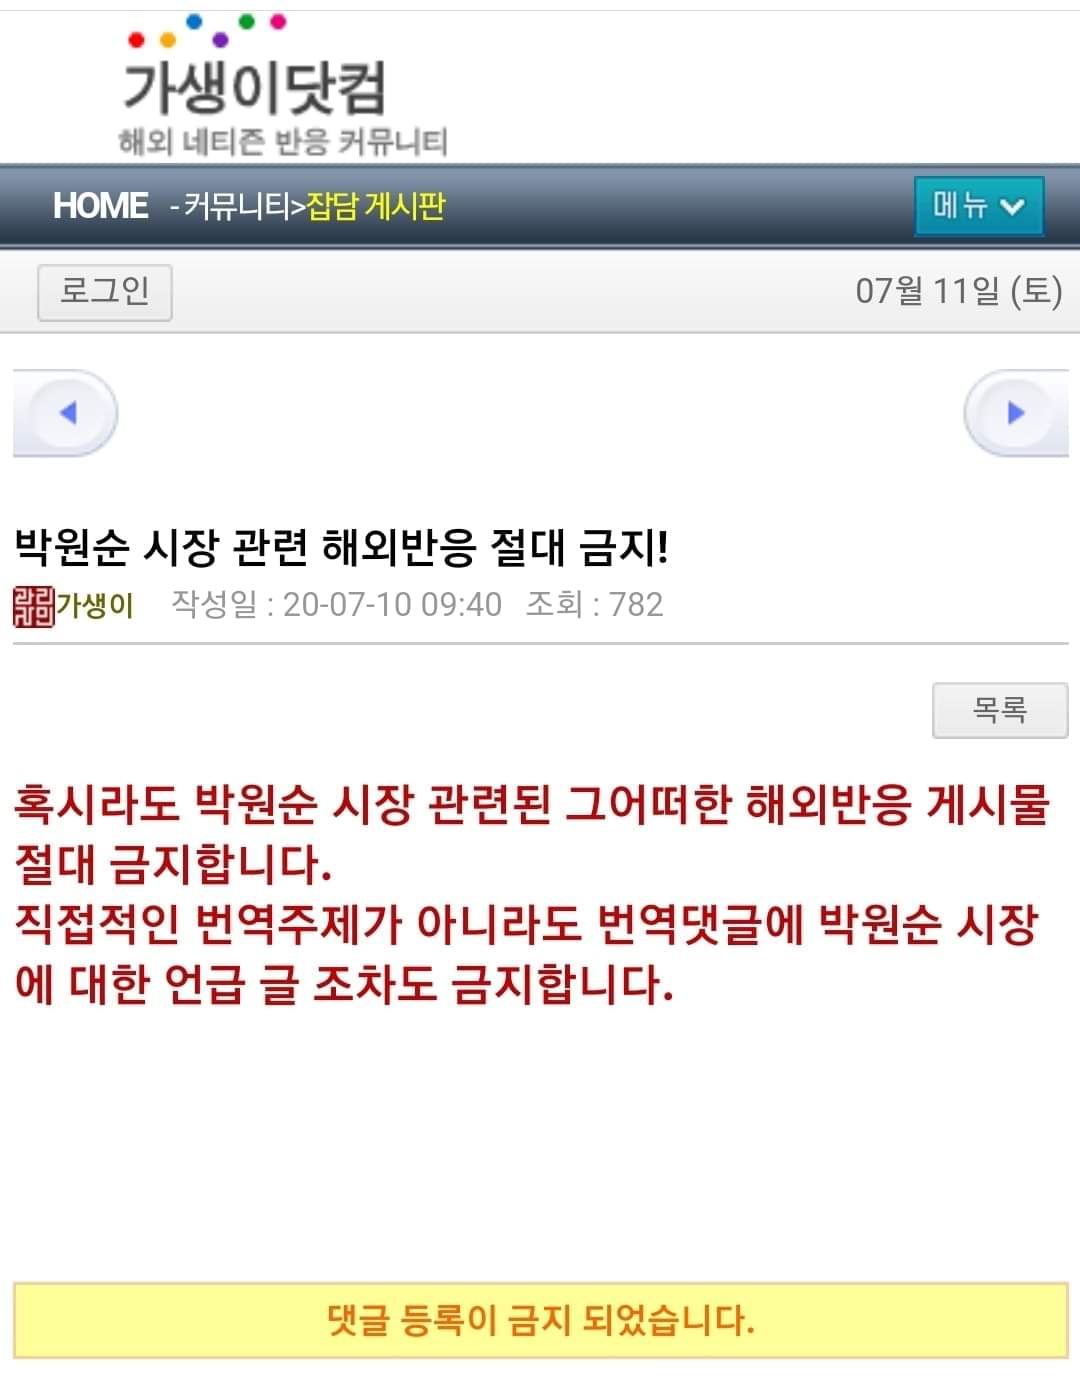 가생이닷컴
해외 네티즌 반응 커뮤니티
HOME - 커뮤니티>잡담 게시판
메뉴
로그인
07월 11일 (토)
박원순 시장 관련 해외반응 절대 금지!
가생이 작성일 : 20-07-10 09:40 조회 : 782
목록
혹시라도 박원순 시장 관련된 그어떠한 해외반응 게시물
절대 금지합니다.
직접적인 번역주제가 아니라도 번역댓글에 박원순 시장
에 대한 언급 글 조차도 금지합니다.
댓글 등록이 금지 되었습니다.